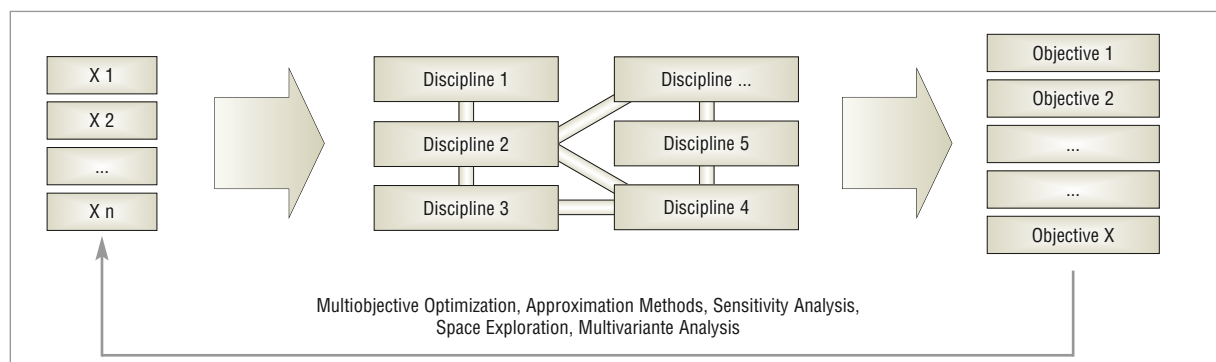 X 1
X 2
...
X n
Discipline 1
Discipline 2
Discipline 3
Discipline ...
Discipline 5
Discipline 4
Objective 1
Objective 2
...
...
Objective X
Multiobjective Optimization, Approximation Methods, Sensitivity Analysis,
Space Exploration, Multivariante Analysis